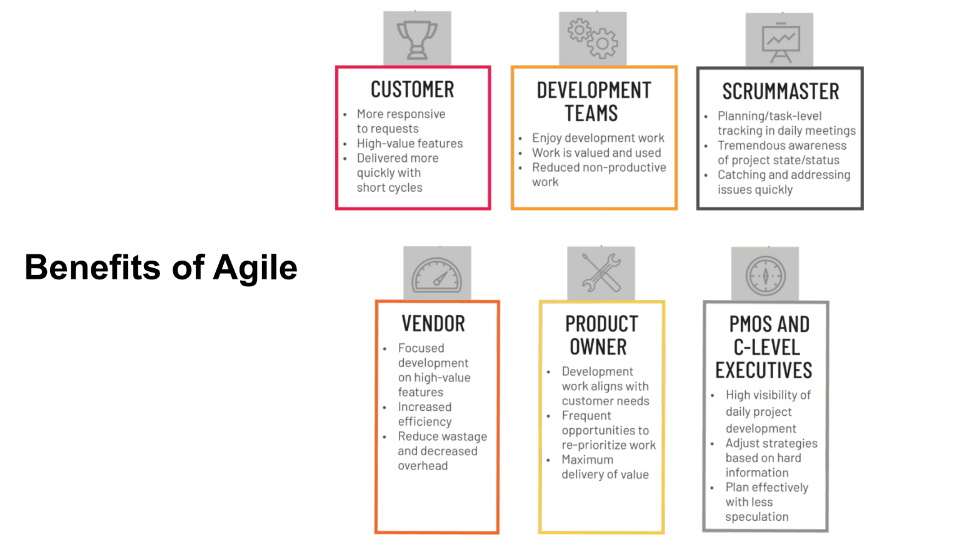 Benefits of Agile
CUSTOMER
• More responsive
to requests
• High-value features
• Delivered more
quickly with
short cycles
DEVELOPMENT
TEAMS
• Enjoy development work
• Work is valued and used
• Reduced non-productive
work
SCRUMMASTER
• Planning/task-level
tracking in daily meetings
• Tremendous awareness
of project state/status
• Catching and addressing
issues quickly
VENDOR
• Focused
development
on high-value
features
• Increased
efficiency
• Reduce wastage
and decreased
overhead
PRODUCT
OWNER
• Development
work aligns with
customer needs
• Frequent
opportunities to
re-prioritize work
• Maximum
delivery of value
PMOS AND
C-LEVEL
EXECUTIVES
• High visibility of
daily project
development
• Adjust strategies
based on hard
information
• Plan effectively
with less
speculation